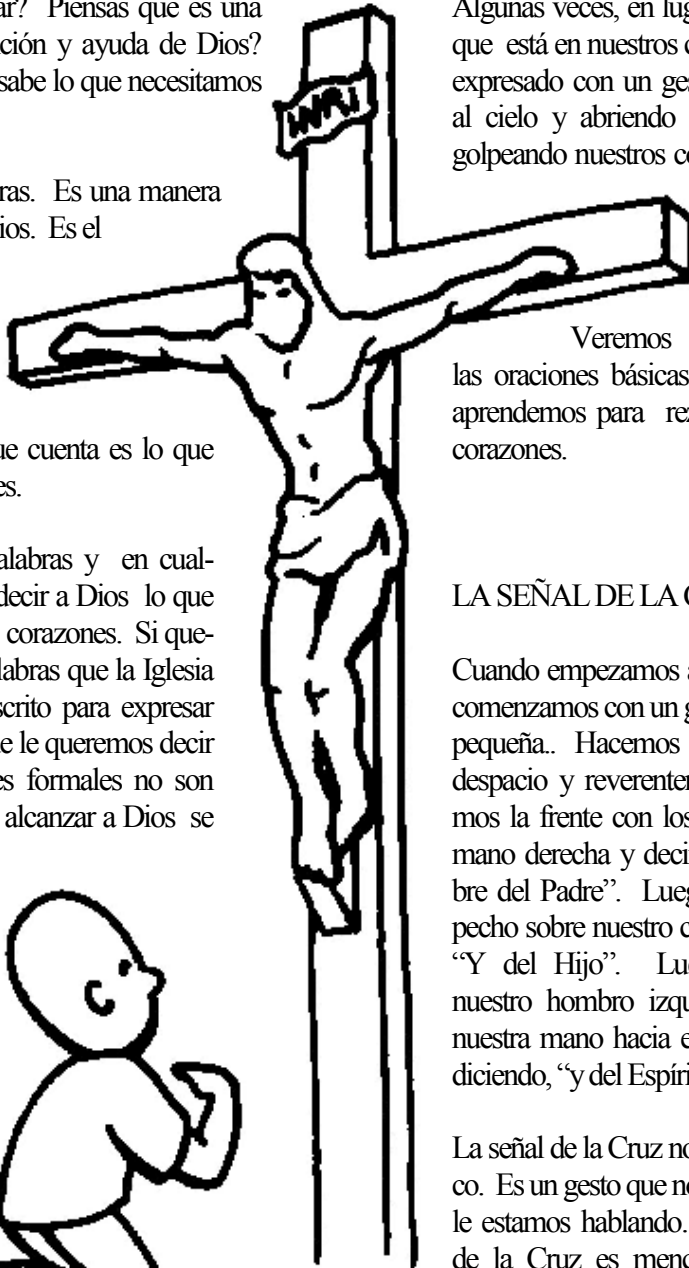 ar? Piensas que es una
ción y ayuda de Dios?
sabe lo que necesitamos
ras. Es una manera
ios. Es el
ue cuenta es lo que
es.
alabras y en cual-
decir a Dios lo que
corazones. Si que-
labras que la Iglesia
scrito para expresar
ue le queremos decir
es formales no son
alcanzar a Dios se
INRI
Algunas veces, en lug
que está en nuestros c
expresado con un ges
al cielo y abriendo
golpeando nuestros co
Veremos
las oraciones básicas
aprendemos para rez
corazones.
LA SEÑAL DE LA C
Cuando empezamos a
comenzamos con un g
pequeña.. Hacemos
despacio y reverenter
mos la frente con los
mano derecha y decir
bre del Padre”. Lueg
pecho sobre nuestro c
“Y del Hijo”. Lue
nuestro hombro izqu
nuestra mano hacia e
diciendo, “y del Espíri
La señal de la Cruz no
co. Es un gesto que no
le estamos hablando.
de la Cruz es menc